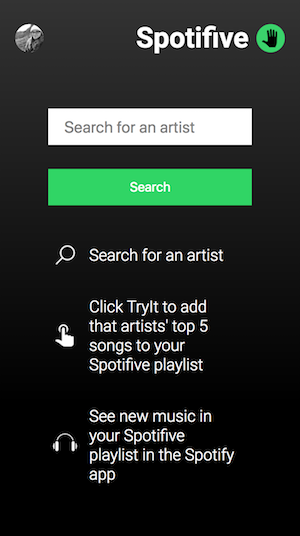 Spotifive
Search for an artist
Search
Search for an artist
Click TryIt to add
that artists' top 5
songs to your
Spotifive playlist
See new music in
your Spotifive
playlist in the Spotify
app